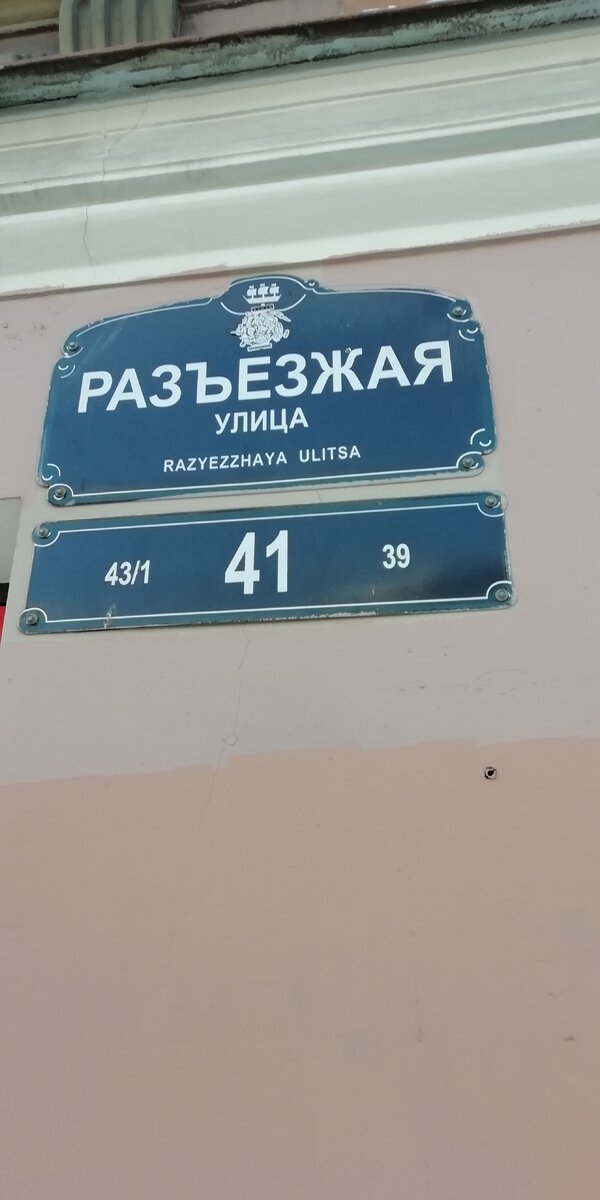 РАЗЪЕЗЖАЯ
УЛИЦА
RAZYEZZHAYA ULITSA
43/1 41 39